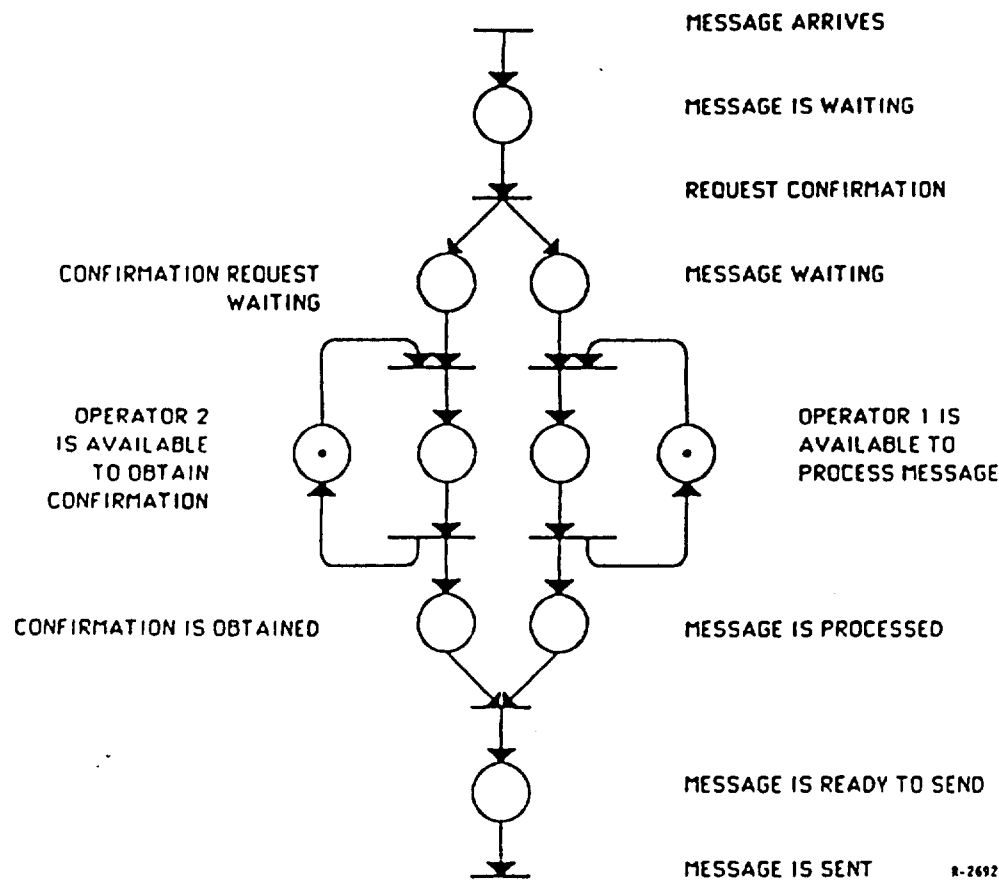 MESSAGE ARRIVES
MESSAGE IS WAITING
REQUEST CONFIRMATION
CONFIRMATION REQUEST
WAITING
MESSAGE WAITING
OPERATOR 2
IS AVAILABLE
TO OBTAIN
CONFIRMATION
OPERATOR 1 IS
AVAILABLE TO
PROCESS MESSAGE
CONFIRMATION IS OBTAINED
MESSAGE IS PROCESSED
MESSAGE IS READY TO SEND
MESSAGE IS SENT
R-2692